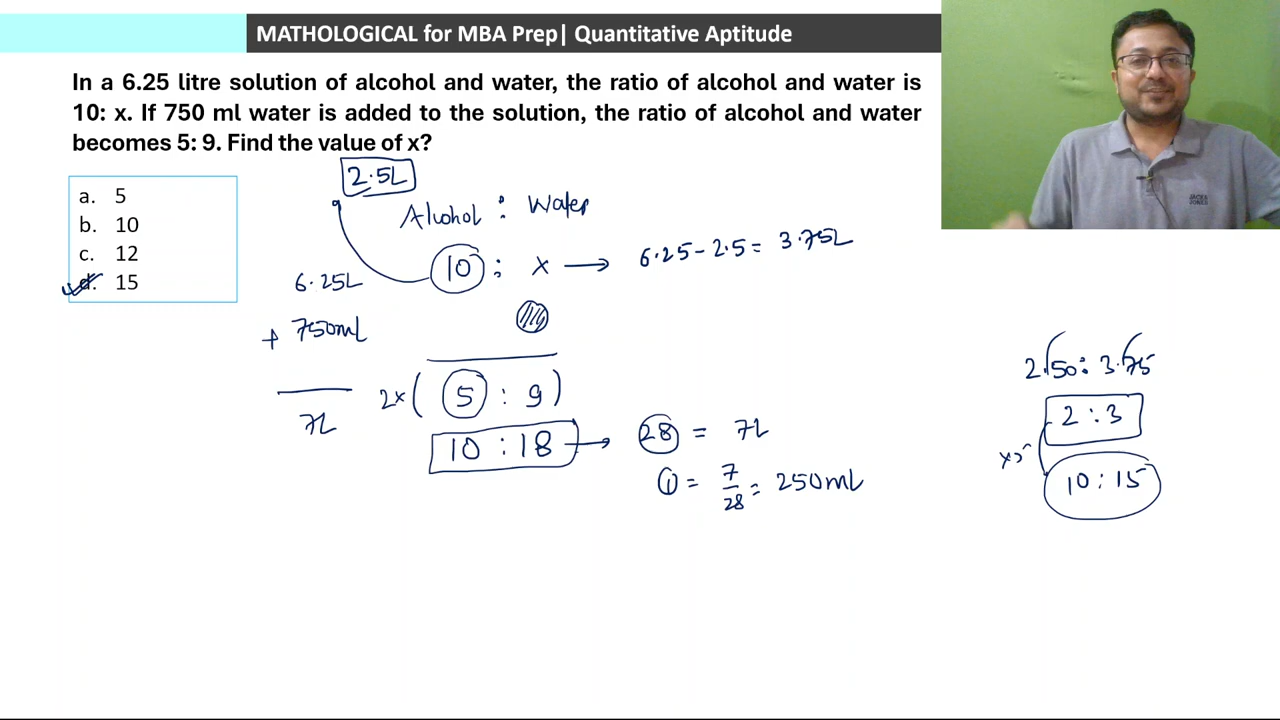 MATHOLOGICAL for MBA Prep| Quantitative Aptitude
In a 6.25 litre solution of alcohol and water, the ratio of alcohol and water is
10: x. If 750 ml water is added to the solution, the ratio of alcohol and water
becomes 5: 9. Find the value of x?
a. 5
b. 10
c. 12
d. 15
2.5L
Alcohol : Water
10 : x → 6.25-2.5= 3.75L
6.25L
+ 750ml
7L
2x( 5 : 9 )
10 : 18 → 28 = 7L
1 = 7/28 = 250ml
2.50: 3.75
2 : 3
10 : 15
JACK &
JONES